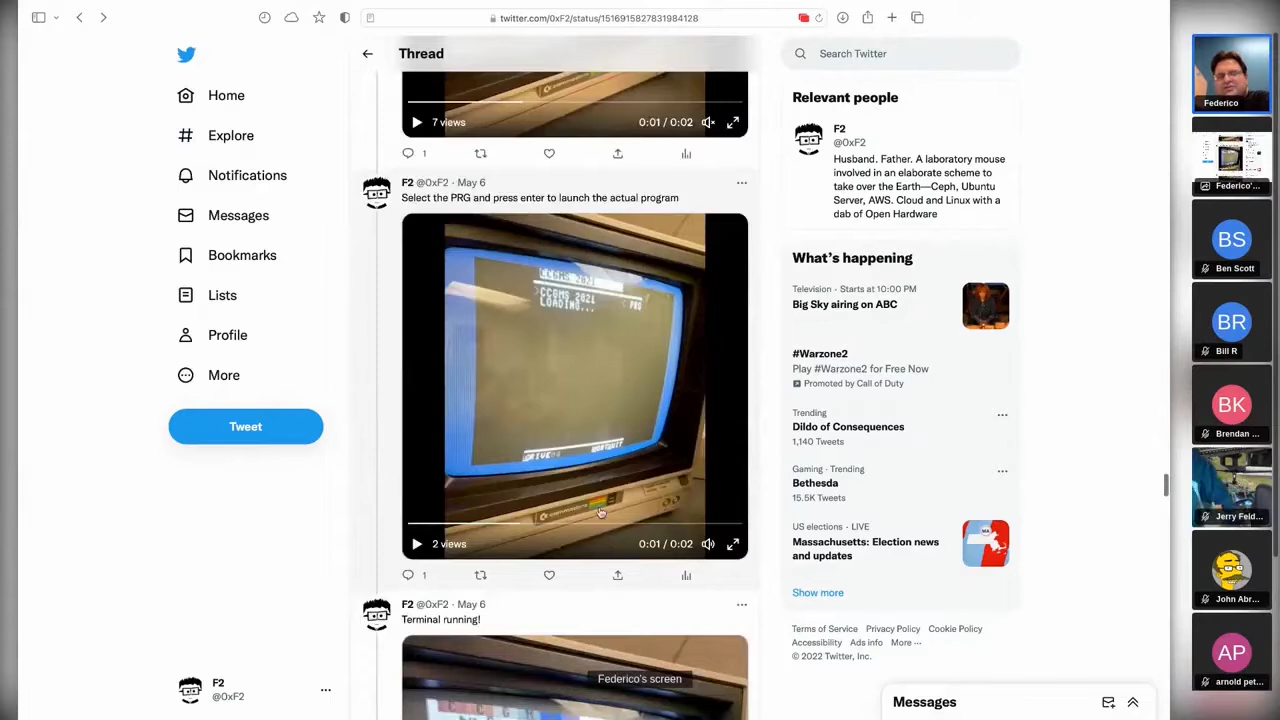 twitter.com/0xF2/status/1516915827831984128
Home
Explore
Notifications
Messages
Bookmarks
Lists
Profile
More
Tweet
F2
@0xF2
Thread
7 views
0:01 / 0:02
1
F2 @0xF2 · May 6
Select the PRG and press enter to launch the actual program
CCGMS 2021
CCGMS 2021
PRG
LOADING...
2 views
0:01 / 0:02
1
F2 @0xF2 · May 6
Terminal running!
Federico's screen
Search Twitter
Relevant people
F2
@0xF2
Husband. Father. A laboratory mouse
involved in an elaborate scheme to
take over the Earth—Ceph, Ubuntu
Server, AWS. Cloud and Linux with a
dab of Open Hardware
What's happening
Television · Starts at 10:00 PM
Big Sky airing on ABC
#Warzone2
Play #Warzone2 for Free Now
Promoted by Call of Duty
Trending
Dildo of Consequences
1,140 Tweets
Gaming · Trending
Bethesda
15.5K Tweets
US elections · LIVE
Massachusetts: Election news
and updates
Show more
Terms of Service Privacy Policy Cookie Policy
Accessibility Ads info More ···
© 2022 Twitter, Inc.
Messages
Federico
Federico'...
BS
Ben Scott
BR
Bill R
BK
Brendan ...
Jerry Feld...
John Abr...
AP
arnold pet...